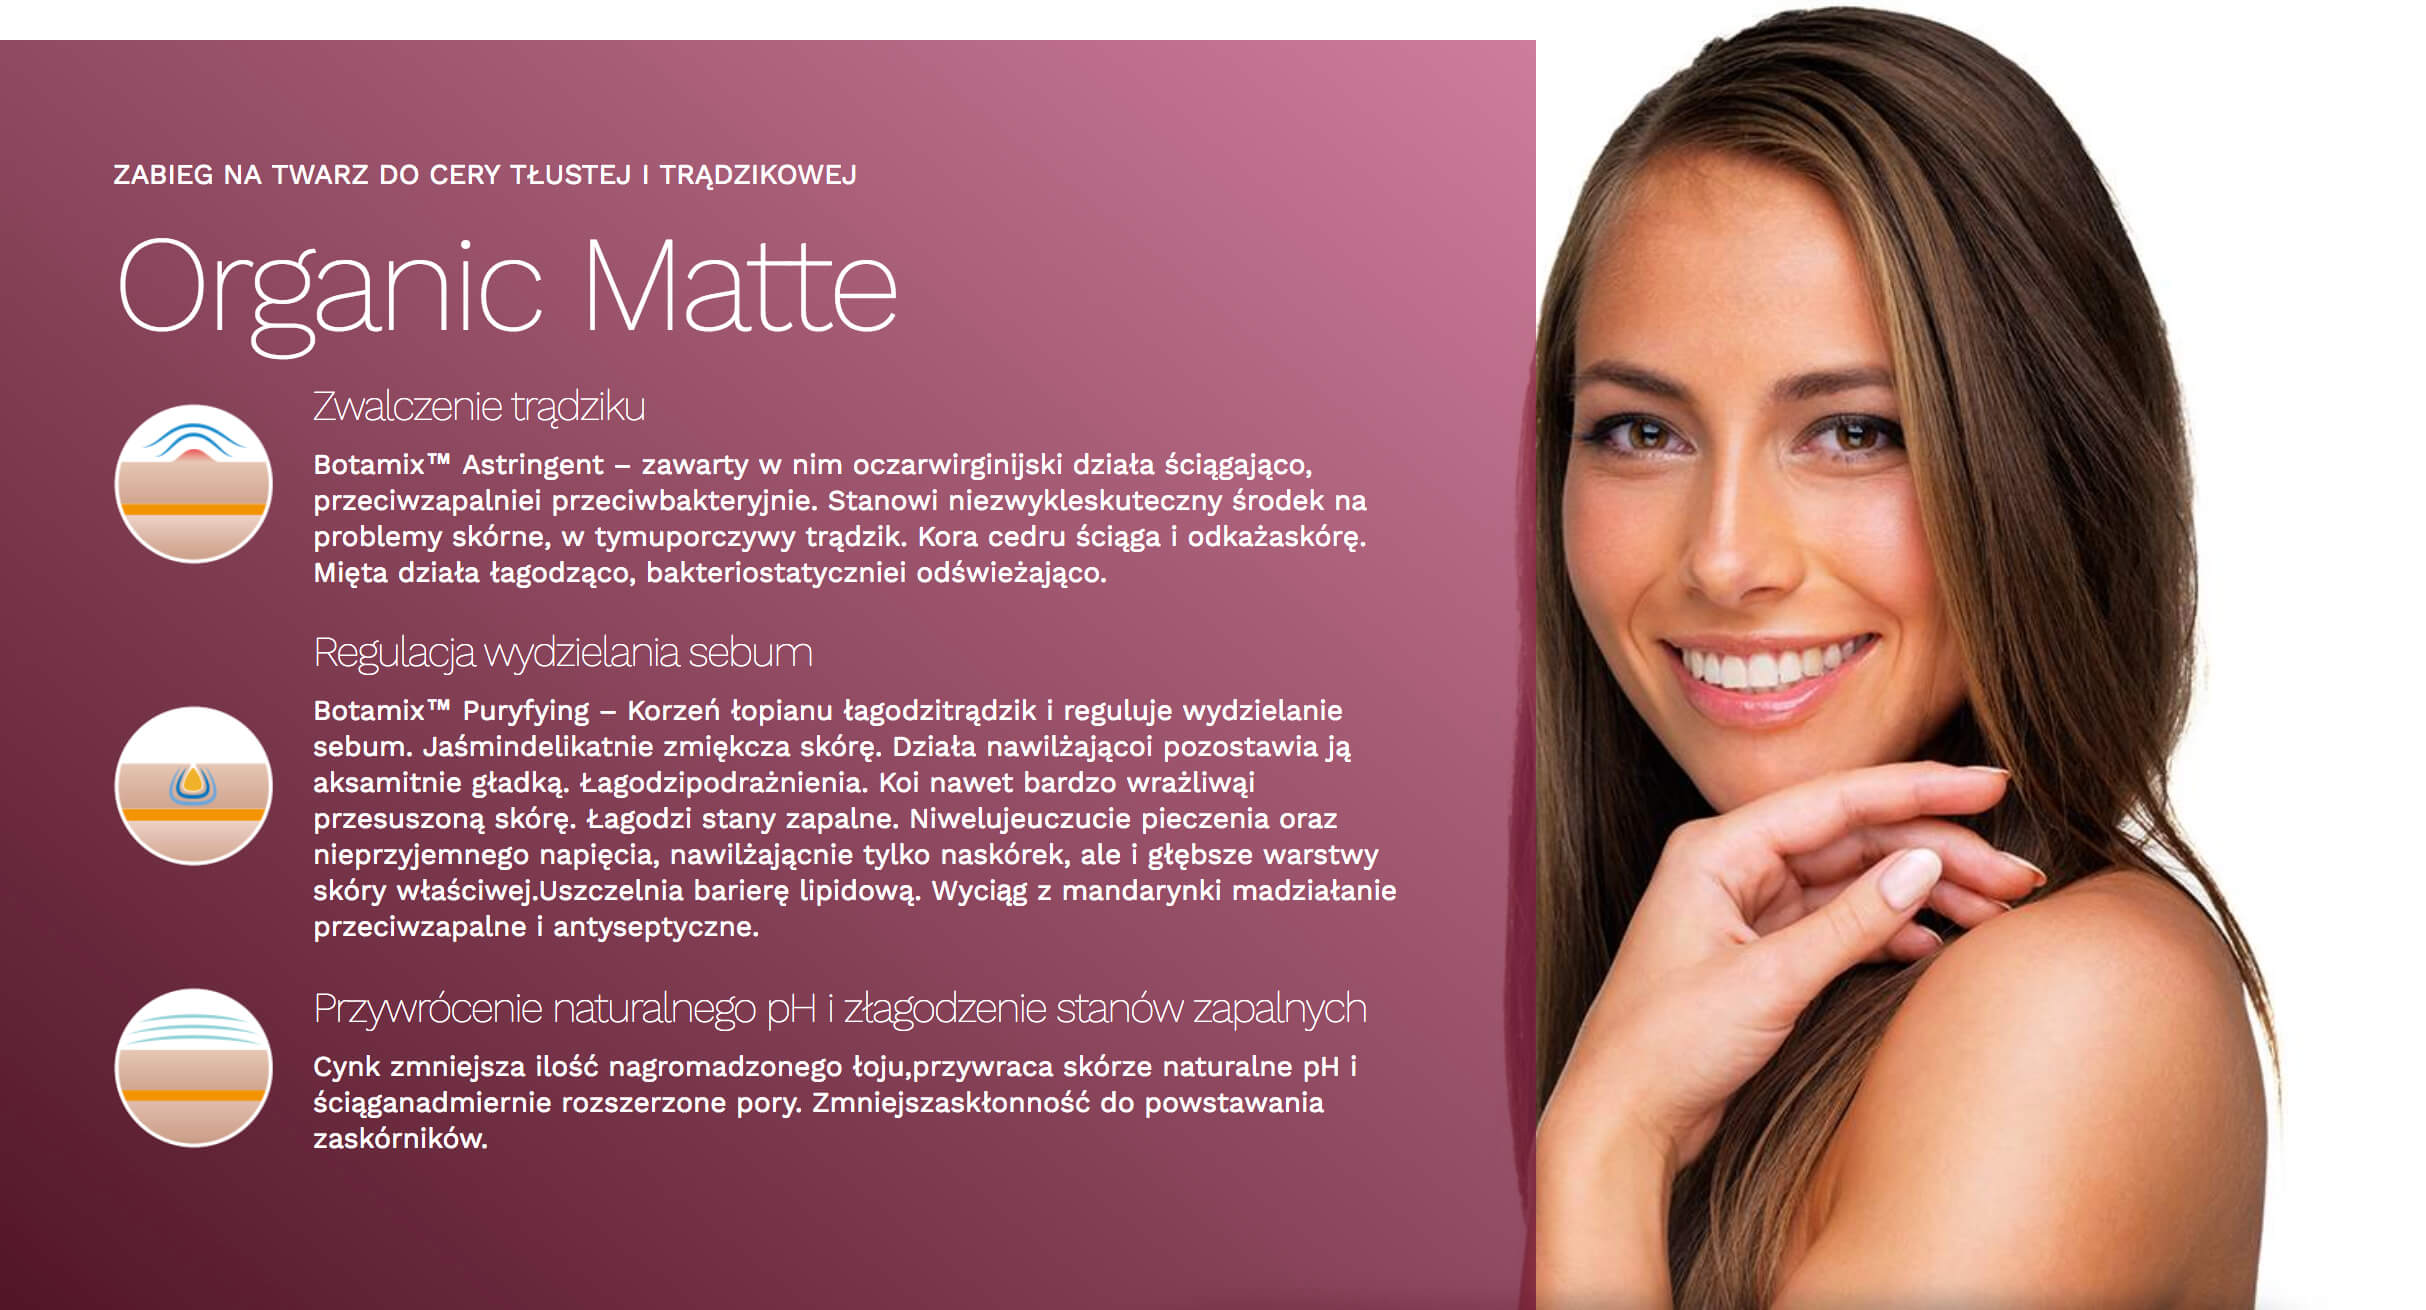 ZABIEG NA TWARZ DO CERY TŁUSTEJ I TRĄDZIKOWEJ
Organic Matte
Zwalczenie trądziku
Botamix™ Astringent – zawarty w nim oczarwirginijski działa ściągająco,
przeciwzapalniei przeciwbakteryjnie. Stanowi niezwykleskuteczny środek na
problemy skórne, w tymuporczywy trądzik. Kora cedru ściąga i odkażaskórę.
Mięta działa łagodząco, bakteriostatyczniei odświeżająco.
Regulacja wydzielania sebum
Botamix™ Puryfying – Korzeń łopianu łagodzitrądzik i reguluje wydzielanie
sebum. Jaśmindelikatnie zmiękcza skórę. Działa nawilżającoi pozostawia ją
aksamitnie gładką. Łagodzipodrażnienia. Koi nawet bardzo wrażliwąi
przesuszoną skórę. Łagodzi stany zapalne. Niwelujeuczucie pieczenia oraz
nieprzyjemnego napięcia, nawilżającnie tylko naskórek, ale i głębsze warstwy
skóry właściwej.Uszczelnia barierę lipidową. Wyciąg z mandarynki madziałanie
przeciwzapalne i antyseptyczne.
Przywrócenie naturalnego pH i złagodzenie stanów zapalnych
Cynk zmniejsza ilość nagromadzonego łoju,przywraca skórze naturalne pH i
ściąganadmiernie rozszerzone pory. Zmniejszaskłonność do powstawania
zaskórników.